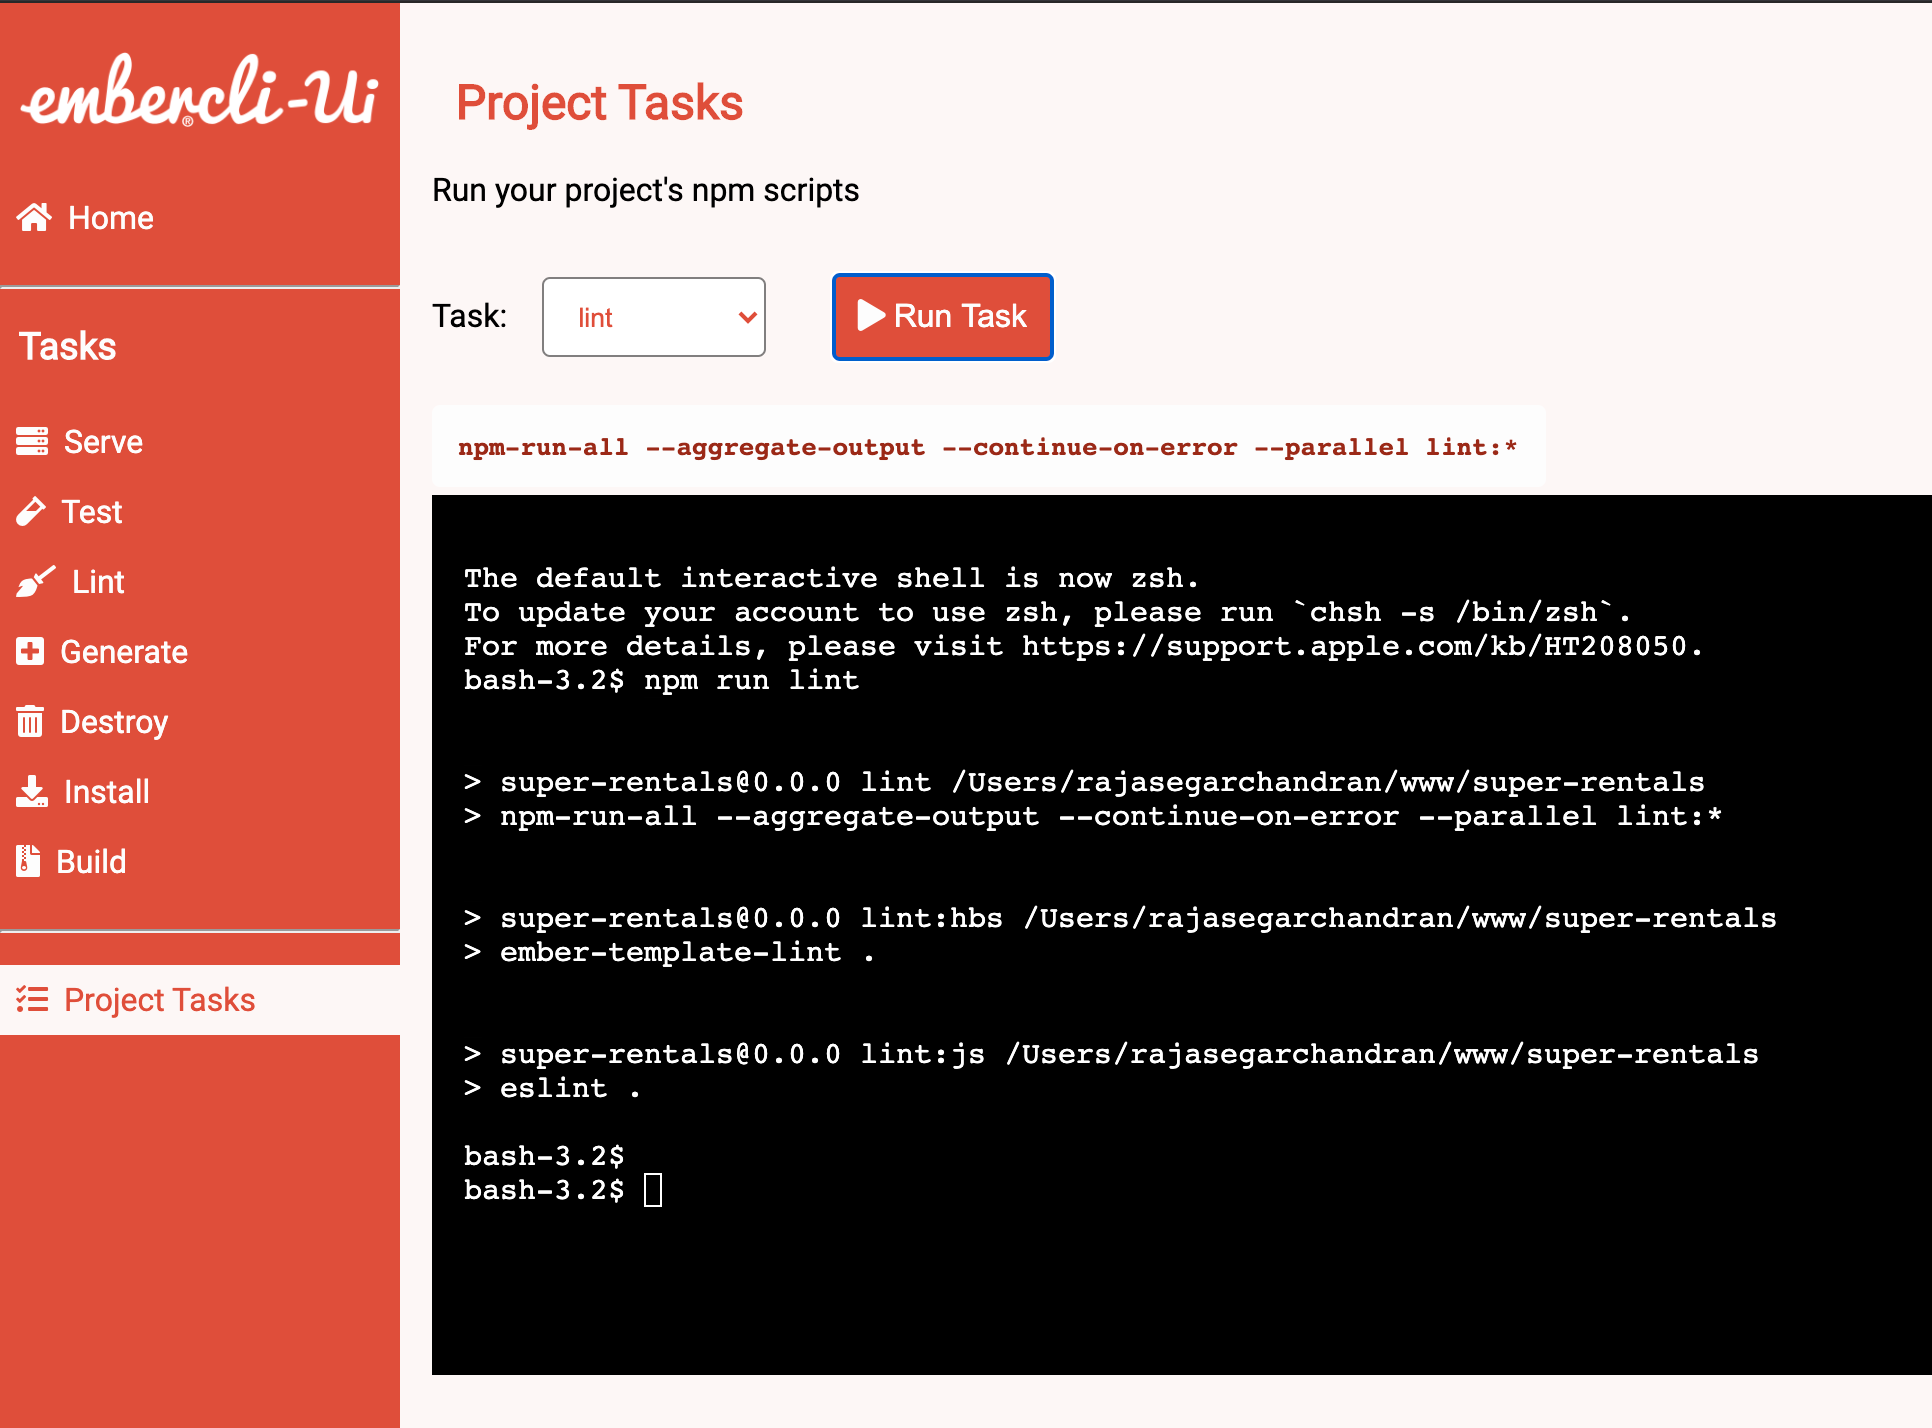 embercli-Ui
®
Home
Tasks
Serve
Test
Lint
Generate
Destroy
Install
Build
Project Tasks
Project Tasks
Run your project's npm scripts
Task: lint Run Task
npm-run-all --aggregate-output --continue-on-error --parallel lint:*
The default interactive shell is now zsh.
To update your account to use zsh, please run `chsh -s /bin/zsh`.
For more details, please visit https://support.apple.com/kb/HT208050.
bash-3.2$ npm run lint
> super-rentals@0.0.0 lint /Users/rajasegarchandran/www/super-rentals
> npm-run-all --aggregate-output --continue-on-error --parallel lint:*
> super-rentals@0.0.0 lint:hbs /Users/rajasegarchandran/www/super-rentals
> ember-template-lint .
> super-rentals@0.0.0 lint:js /Users/rajasegarchandran/www/super-rentals
> eslint .
bash-3.2$
bash-3.2$